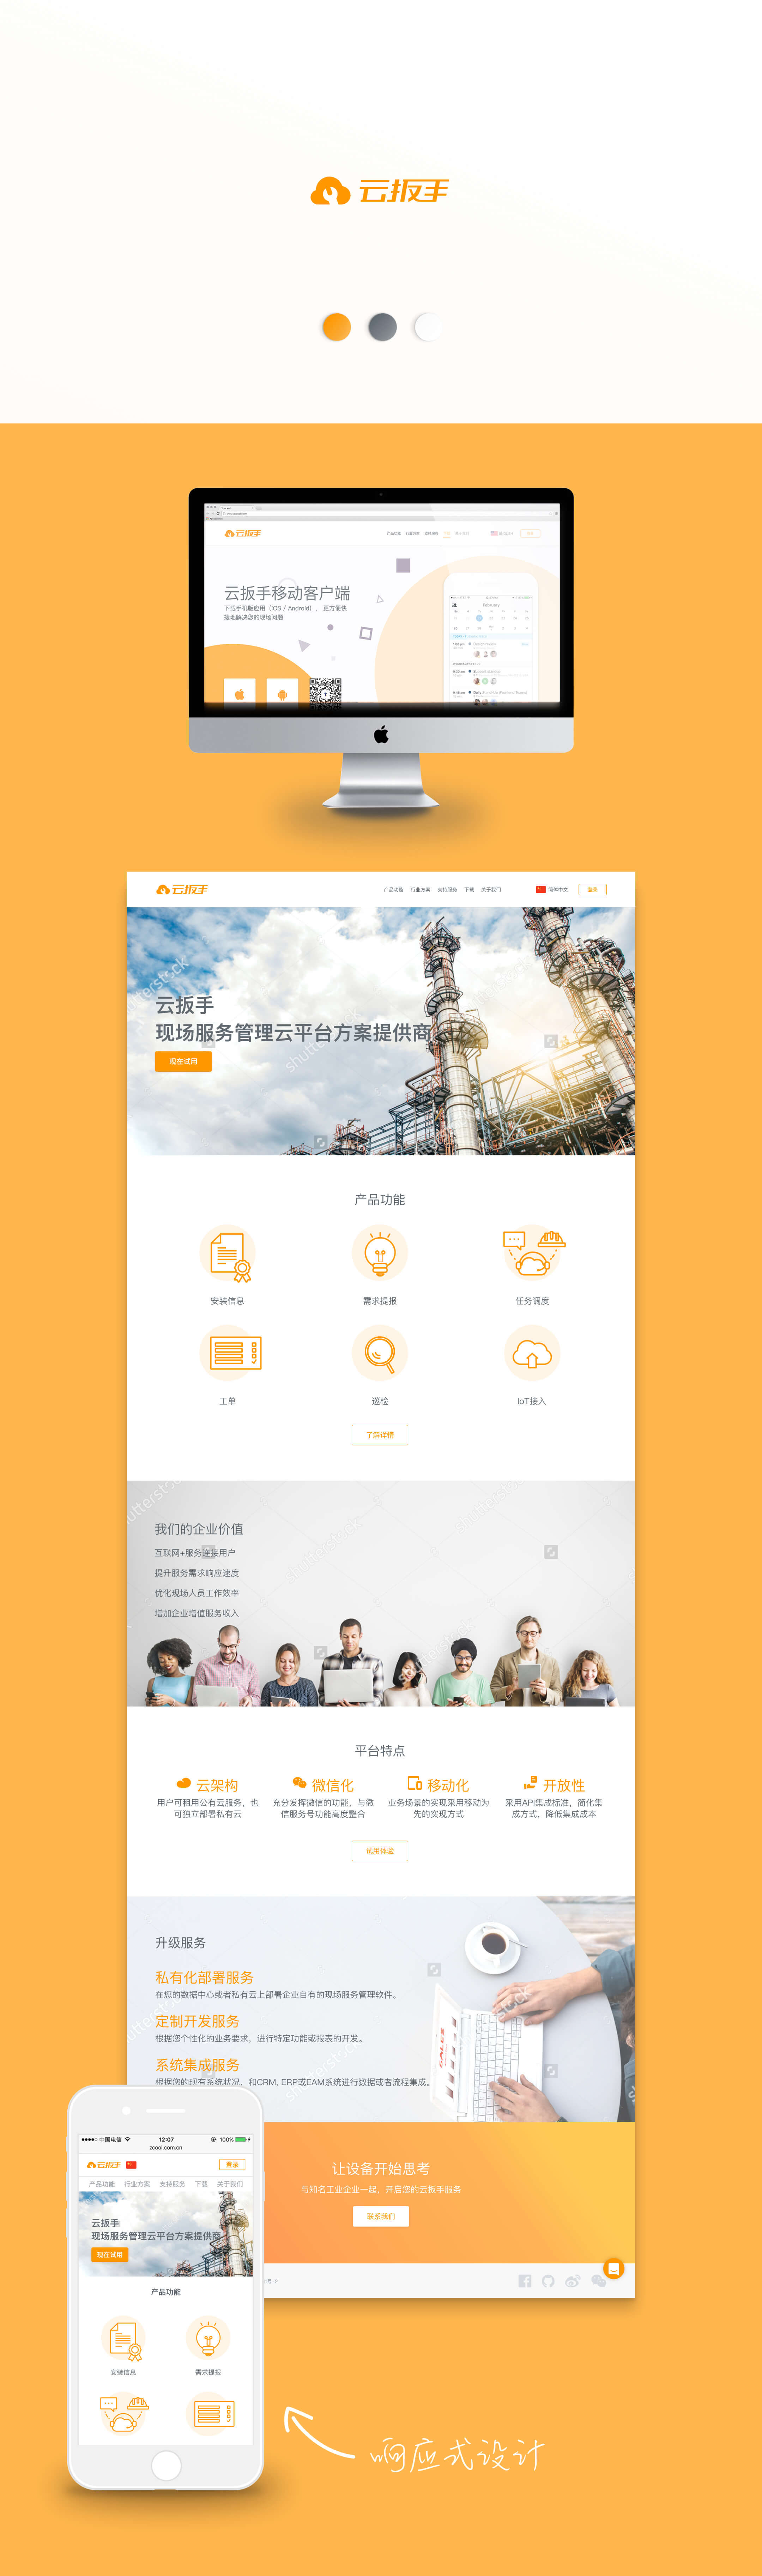 云扳手
云扳手
产品功能 行业方案 支持服务
云扳手移动客户端
下载手机版应用（iOS / Android），更方便快
捷地解决您的现场问题
February
云扳手
产品功能 行业方案 支持服务 下载 关于我们 简体中文 登录
云扳手
现场服务管理云平台方案提供商
现在试用
shutterstock
产品功能
安装信息 需求提报 任务调度
工单 巡检 IoT接入
了解详情
我们的企业价值
互联网+服务连接用户
提升服务需求响应速度
优化现场人员工作效率
增加企业增值服务收入
平台特点
云架构 微信化 移动化 开放性
用户可租用公有云服务，也 充分发挥微信的功能，与微 业务场景的实现采用移动为 采用API集成标准，简化集
可独立部署私有云 信服务号功能高度整合 先的实现方式 成方式，降低集成成本
试用体验
升级服务
私有化部署服务
在您的数据中心或者私有云上部署企业自有的现场服务管理软件。
定制开发服务
根据您个性化的业务要求，进行特定功能或报表的开发。
系统集成服务
根据您的现有系统状况，和CRM, ERP或EAM系统进行数据或者流程集成。
SALES
让设备开始思考
与知名工业企业一起，开启您的云扳手服务
联系我们
中国电信 12:07 100%
zcool.com.cn
云扳手 登录
产品功能 行业方案 支持服务 下载 关于我们
云扳手
现场服务管理云平台方案提供商
现在试用
产品功能
安装信息 需求提报
响应式设计